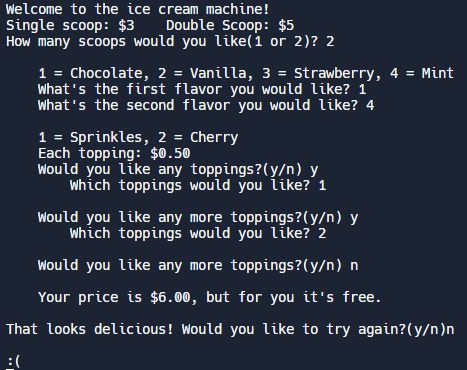 Welcome to the ice cream machine!
Single scoop: $3    Double Scoop: $5
How many scoops would you like(1 or 2)? 2
1 = Chocolate, 2 = Vanilla, 3 = Strawberry, 4 = Mint
What's the first flavor you would like? 1
What's the second flavor you would like? 4
1 = Sprinkles, 2 = Cherry
Each topping: $0.50
Would you like any toppings?(y/n) y
Which toppings would you like? 1
Would you like any more toppings?(y/n) y
Which toppings would you like? 2
Would you like any more toppings?(y/n) n
Your price is $6.00, but for you it's free.
That looks delicious! Would you like to try again?(y/n)n
:(